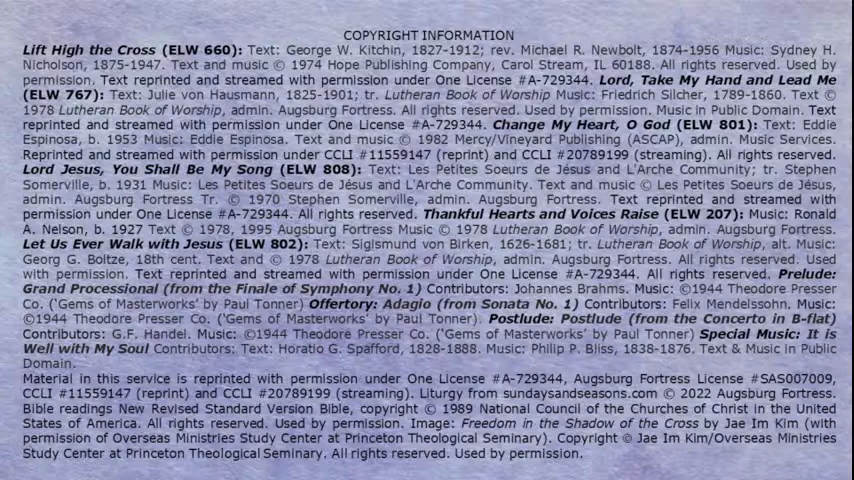 COPYRIGHT INFORMATION
Lift High the Cross (ELW 660): Text: George W. Kitchin, 1827-1912; rev. Michael R. Newbolt, 1874-1956 Music: Sydney H.
Nicholson, 1875-1947. Text and music © 1974 Hope Publishing Company, Carol Stream, IL 60188. All rights reserved. Used by
permission. Text reprinted and streamed with permission under One License #A-729344. Lord, Take My Hand and Lead Me
(ELW 767): Text: Julie von Hausmann, 1825-1901; tr. Lutheran Book of Worship Music: Friedrich Silcher, 1789-1860. Text ©
1978 Lutheran Book of Worship, admin. Augsburg Fortress. All rights reserved. Used by permission. Music in Public Domain. Text
reprinted and streamed with permission under One License #A-729344. Change My Heart, O God (ELW 801): Text: Eddie
Espinosa, b. 1953 Music: Eddie Espinosa. Text and music © 1982 Mercy/Vineyard Publishing (ASCAP), admin. Music Services.
Reprinted and streamed with permission under CCLI #11559147 (reprint) and CCLI #20789199 (streaming). All rights reserved.
Lord Jesus, You Shall Be My Song (ELW 808): Text: Les Petites Soeurs de Jésus and L'Arche Community; tr. Stephen
Somerville, b. 1931 Music: Les Petites Soeurs de Jésus and L'Arche Community. Text and music © Les Petites Soeurs de Jésus,
admin. Augsburg Fortress Tr. © 1970 Stephen Somerville, admin. Augsburg Fortress. Text reprinted and streamed with
permission under One License #A-729344. All rights reserved. Thankful Hearts and Voices Raise (ELW 207): Music: Ronald
A. Nelson, b. 1927 Text © 1978, 1995 Augsburg Fortress Music © 1978 Lutheran Book of Worship, admin. Augsburg Fortress.
Let Us Ever Walk with Jesus (ELW 802): Text: Sigismund von Birken, 1626-1681; tr. Lutheran Book of Worship, alt. Music:
Georg G. Boltze, 18th cent. Text and © 1978 Lutheran Book of Worship, admin. Augsburg Fortress. All rights reserved. Used
with permission. Text reprinted and streamed with permission under One License #A-729344. All rights reserved. Prelude:
Grand Processional (from the Finale of Symphony No. 1) Contributors: Johannes Brahms. Music: ©1944 Theodore Presser
Co. ('Gems of Masterworks' by Paul Tonner) Offertory: Adagio (from Sonata No. 1) Contributors: Felix Mendelssohn. Music:
©1944 Theodore Presser Co. ('Gems of Masterworks' by Paul Tonner). Postlude: Postlude (from the Concerto in B-flat)
Contributors: G.F. Handel. Music: ©1944 Theodore Presser Co. ('Gems of Masterworks' by Paul Tonner) Special Music: It is
Well with My Soul Contributors: Text: Horatio G. Spafford, 1828-1888. Music: Philip P. Bliss, 1838-1876. Text & Music in Public
Domain.
Material in this service is reprinted with permission under One License #A-729344, Augsburg Fortress License #SAS007009,
CCLI #11559147 (reprint) and CCLI #20789199 (streaming). Liturgy from sundaysandseasons.com © 2022 Augsburg Fortress.
Bible readings New Revised Standard Version Bible, copyright © 1989 National Council of the Churches of Christ in the United
States of America. All rights reserved. Used by permission. Image: Freedom in the Shadow of the Cross by Jae Im Kim (with
permission of Overseas Ministries Study Center at Princeton Theological Seminary). Copyright © Jae Im Kim/Overseas Ministries
Study Center at Princeton Theological Seminary. All rights reserved. Used by permission.